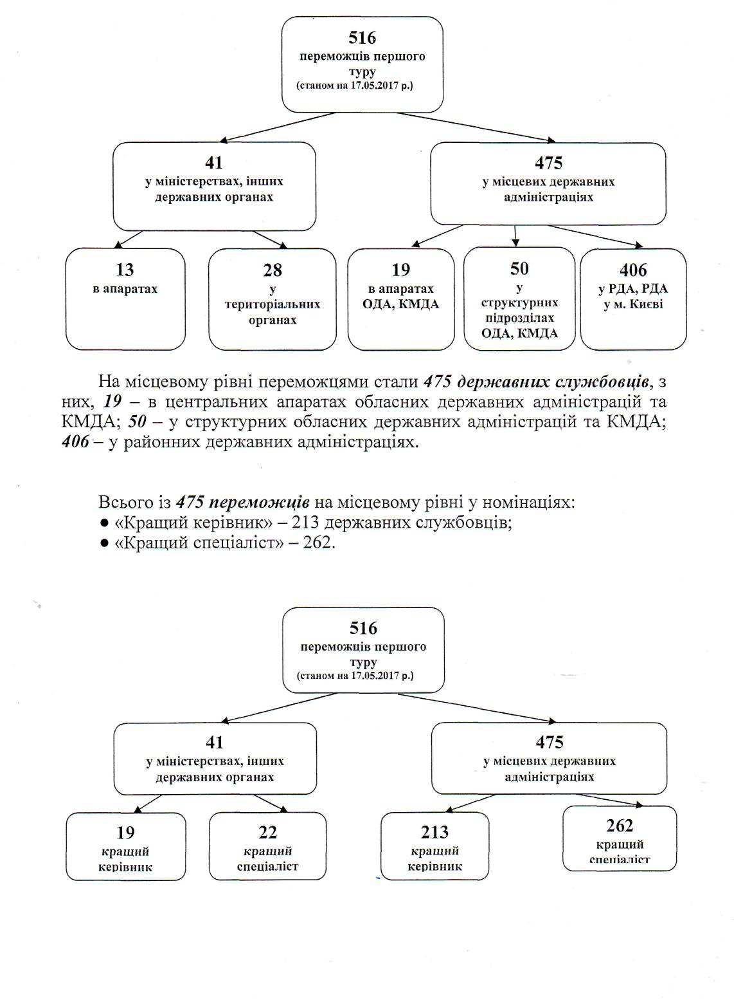 516
переможців першого
туру
(станом на 17.05.2017 р.)
41
у міністерствах, інших
державних органах
475
у місцевих державних
адміністраціях
13
в апаратах
28
у
територіальних
органах
19
в апаратах
ОДА, КМДА
50
у
структурних
підрозділах
ОДА, КМДА
406
у РДА, РДА
у м. Києві
На місцевому рівні переможцями стали 475 державних службовців, з
них, 19 – в центральних апаратах обласних державних адміністрацій та
КМДА; 50 – у структурних обласних державних адміністрацій та КМДА;
406 – у районних державних адміністраціях.
Всього із 475 переможців на місцевому рівні у номінаціях:
● «Кращий керівник» – 213 державних службовців;
● «Кращий спеціаліст» – 262.
516
переможців першого
туру
(станом на 17.05.2017 р.)
41
у міністерствах, інших
державних органах
475
у місцевих державних
адміністраціях
19
кращий
керівник
22
кращий
спеціаліст
213
кращий
керівник
262
кращий
спеціаліст